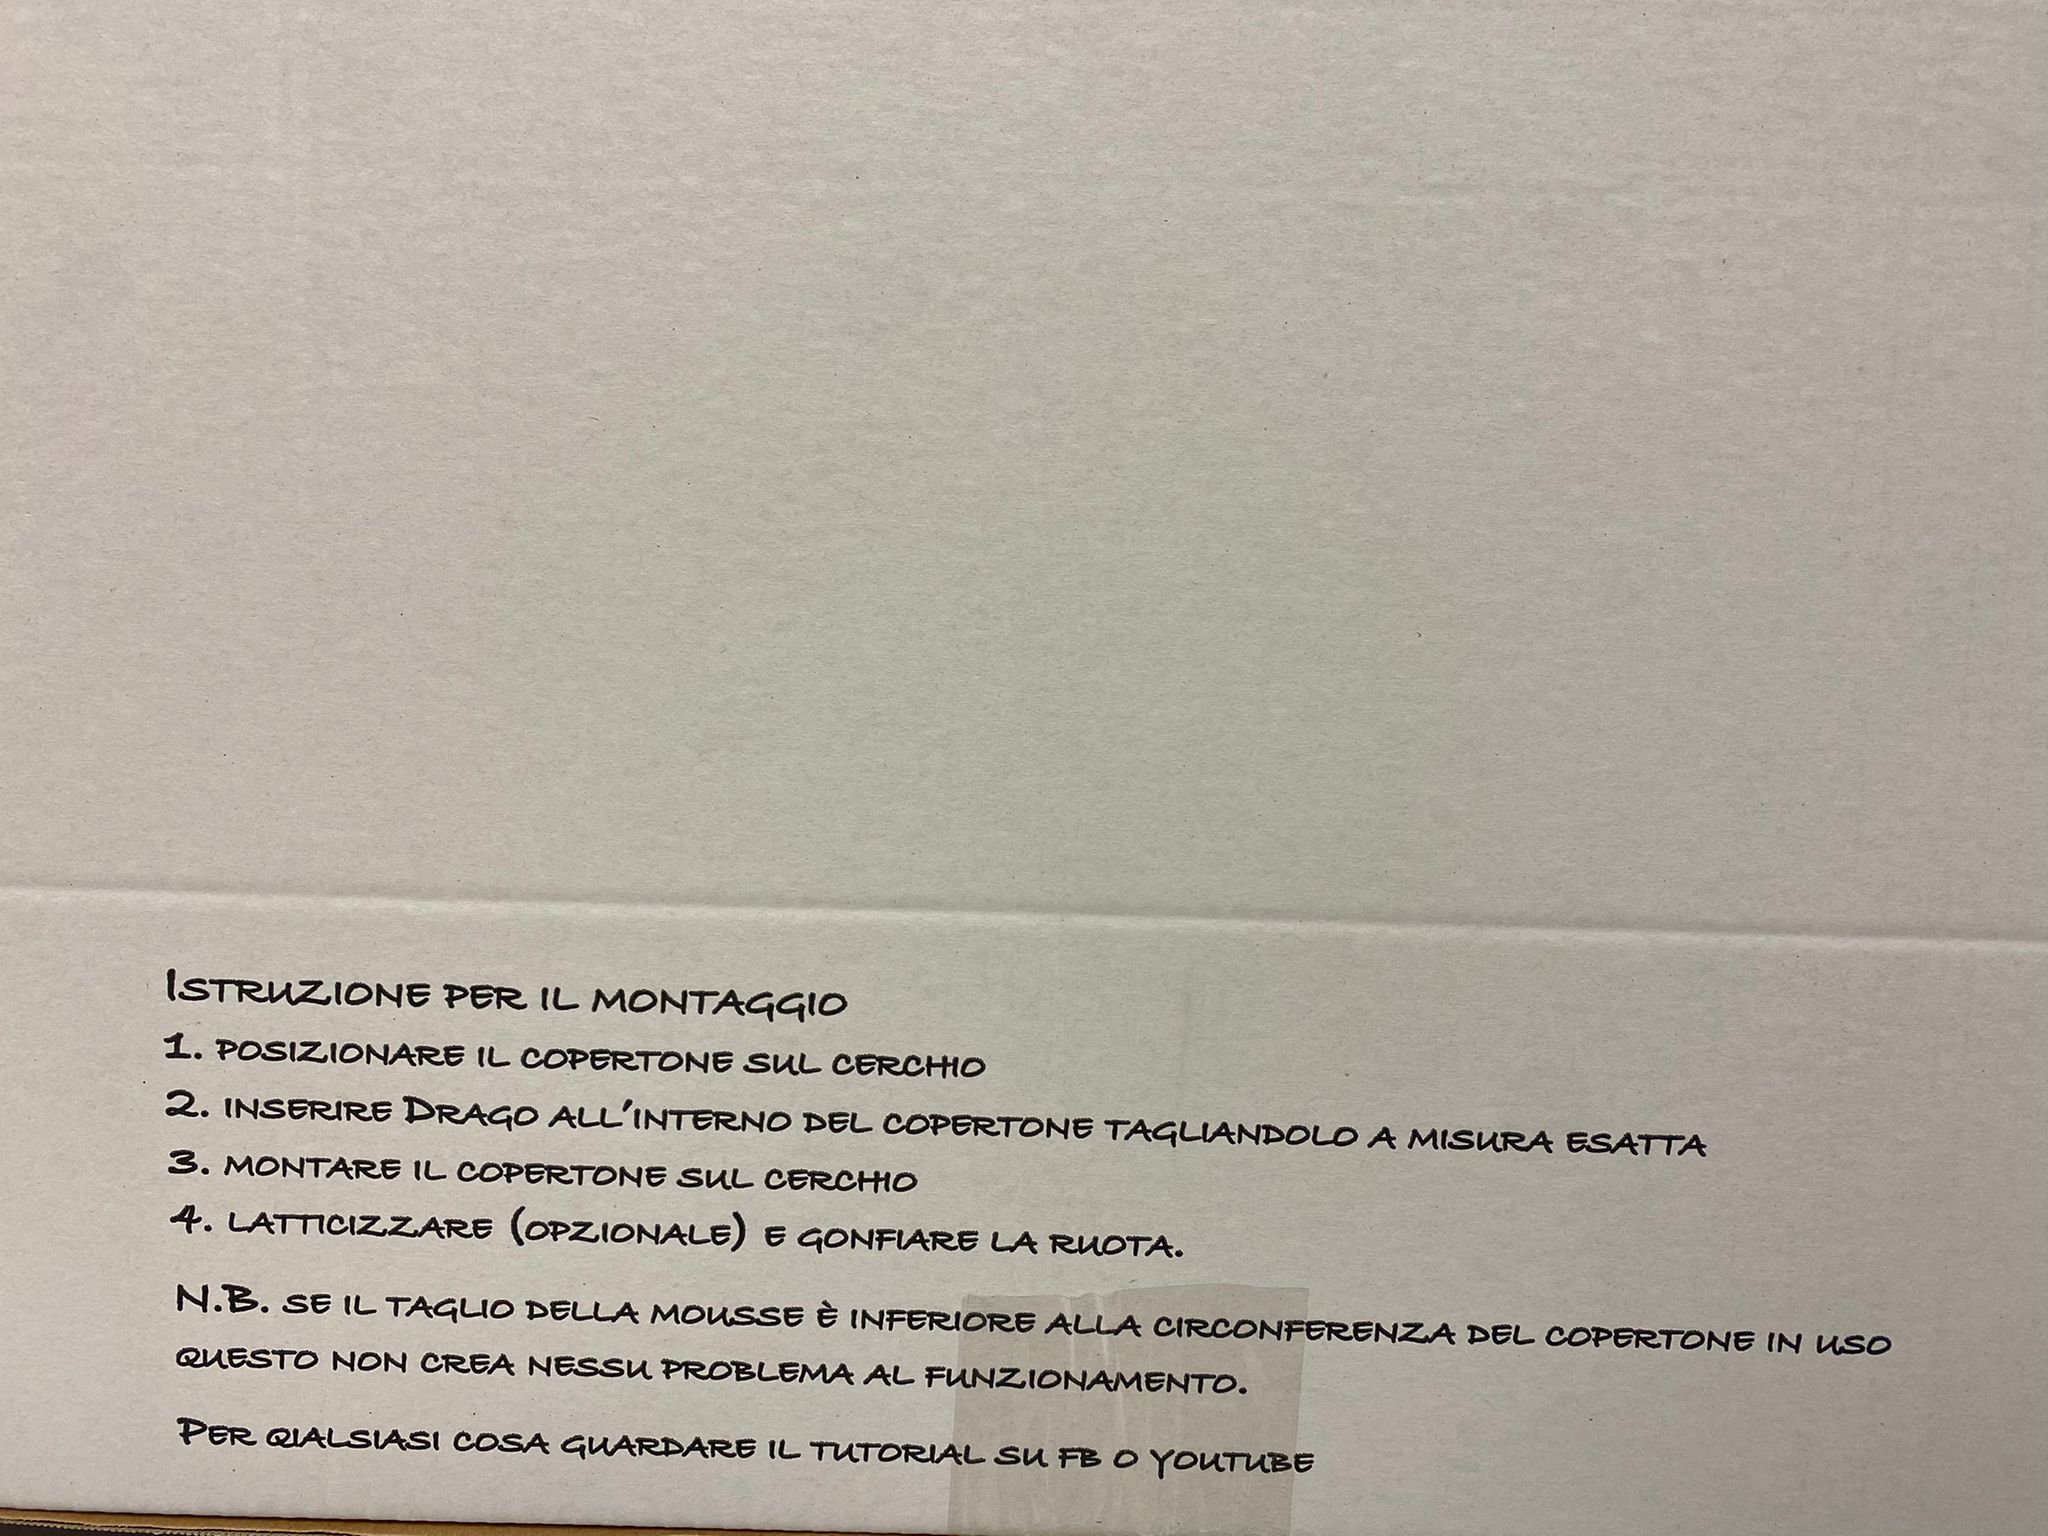 Istruzione per il montaggio
1. posizionare il copertone sul cerchio
2. inserire Drago all'interno del copertone tagliandolo a misura esatta
3. montare il copertone sul cerchio
4. latticizzare (opzionale) e gonfiare la ruota.
N.B. se il taglio della mousse è inferiore alla circonferenza del copertone in uso
questo non crea nessu problema al funzionamento.
Per qialsiasi cosa guardare il tutorial su fb o youtube